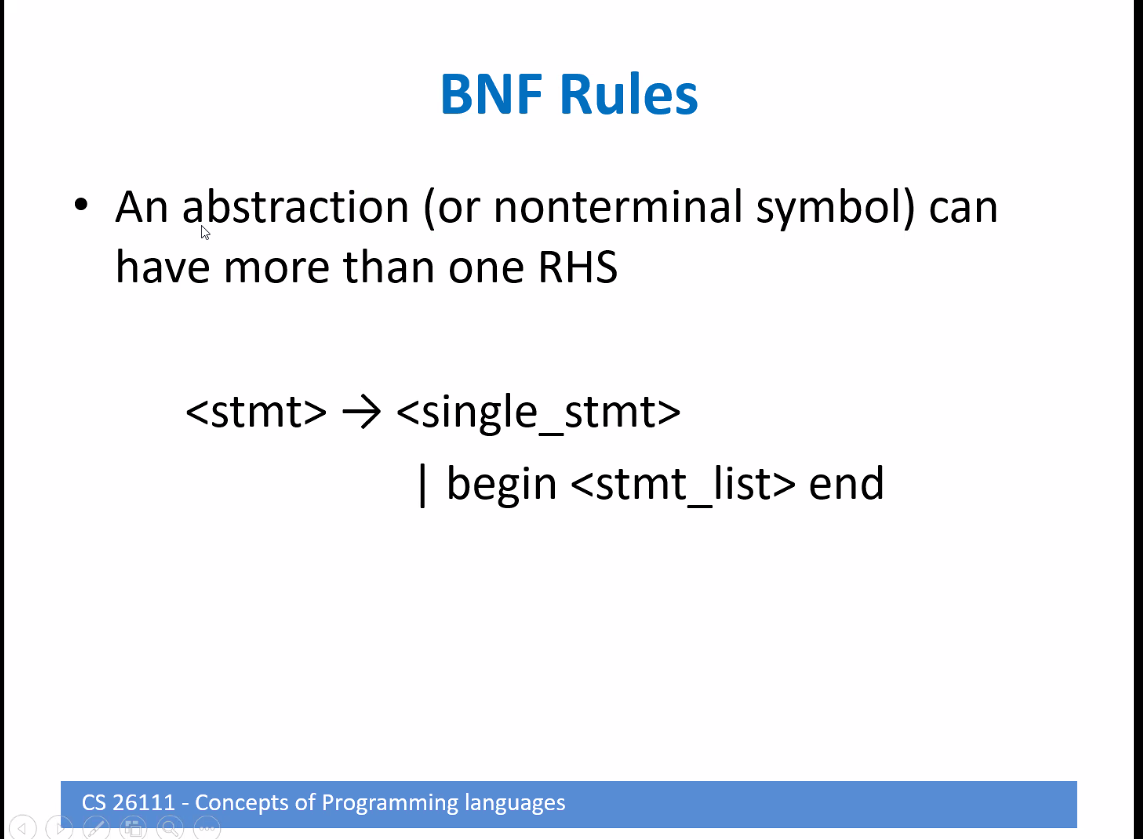 BNF Rules
• An abstraction (or nonterminal symbol) can
have more than one RHS
<stmt> → <single_stmt>
| begin <stmt_list> end
CS 26111 - Concepts of Programming languages